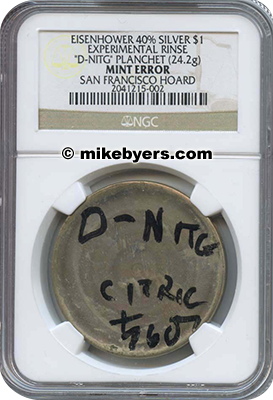 EISENHOWER 40% SILVER $1
EXPERIMENTAL RINSE
"D-NITG' PLANCHET (24.2g)
MINT ERROR
SAN FRANCISCO HOARD
2041215-002
NGC
© mikebyers.com
D-NITG
CITRIC